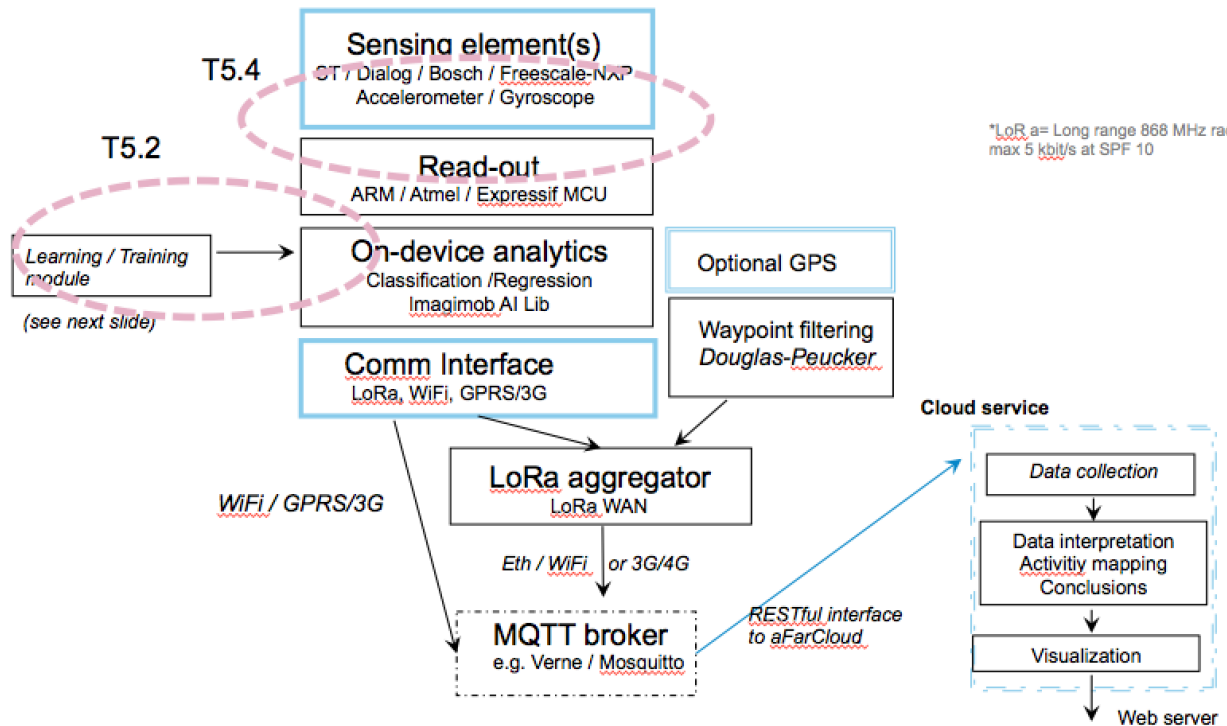 T5.4
Sensing element(s)
ST / Dialog / Bosch / Freescale-NXP
Accelerometer / Gyroscope
*LoR a= Long range 868 MHz
max 5 kbit/s at SPF 10
T5.2
Read-out
ARM / Atmel / Expressif MCU
Learning / Training
module
(see next slide)
On-device analytics
Classification /Regression
Imagimob AI Lib
Optional GPS
Waypoint filtering
Douglas-Peucker
Comm Interface
LoRa, WiFi, GPRS/3G
Cloud service
LoRa aggregator
LoRa WAN
WiFi / GPRS/3G
Eth / WiFi or 3G/4G
MQTT broker
e.g. Verne / Mosquitto
RESTful interface
to aFarCloud
Data collection
Data interpretation
Activitiy mapping
Conclusions
Visualization
Web server